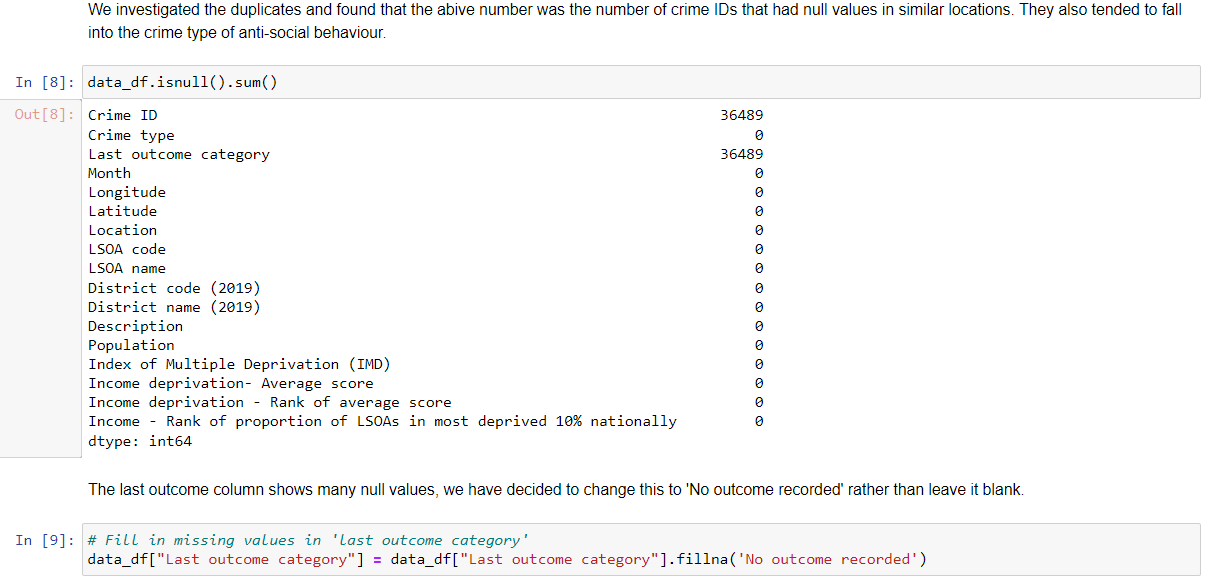 We investigated the duplicates and found that the abive number was the number of crime IDs that had null values in similar locations. They also tended to fall
into the crime type of anti-social behaviour.
In [8]: data_df.isnull().sum()
Out[8]: Crime ID 36489
Crime type 0
Last outcome category 36489
Month 0
Longitude 0
Latitude 0
Location 0
LSOA code 0
LSOA name 0
District code (2019) 0
District name (2019) 0
Description 0
Population 0
Index of Multiple Deprivation (IMD) 0
Income deprivation- Average score 0
Income deprivation - Rank of average score 0
Income - Rank of proportion of LSOAs in most deprived 10% nationally 0
dtype: int64
The last outcome column shows many null values, we have decided to change this to 'No outcome recorded' rather than leave it blank.
In [9]: # Fill in missing values in 'last outcome category'
data_df["Last outcome category"] = data_df["Last outcome category"].fillna('No outcome recorded')